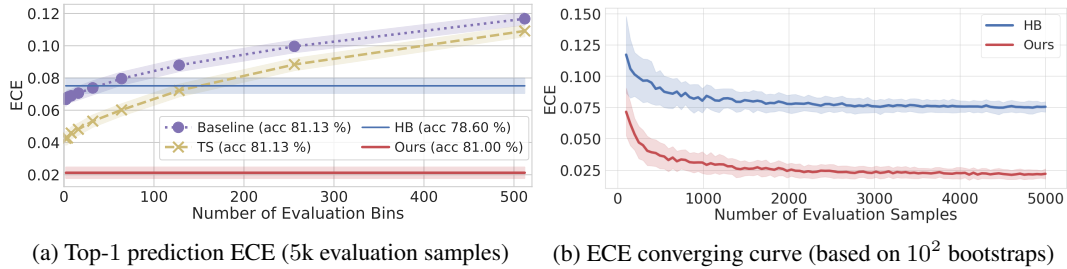 0.12
0.10
0.08
0.06
0.04
0.02
ECE
Baseline (acc 81.13 %)
TS (acc 81.13 %)
HB (acc 78.60 %)
Ours (acc 81.00 %)
0 100 200 300 400 500
Number of Evaluation Bins
(a) Top-1 prediction ECE (5k evaluation samples)
0.150
0.125
0.100
0.075
0.050
0.025
ECE
HB
Ours
0 1000 2000 3000 4000 5000
Number of Evaluation Samples
(b) ECE converging curve (based on 10² bootstraps)